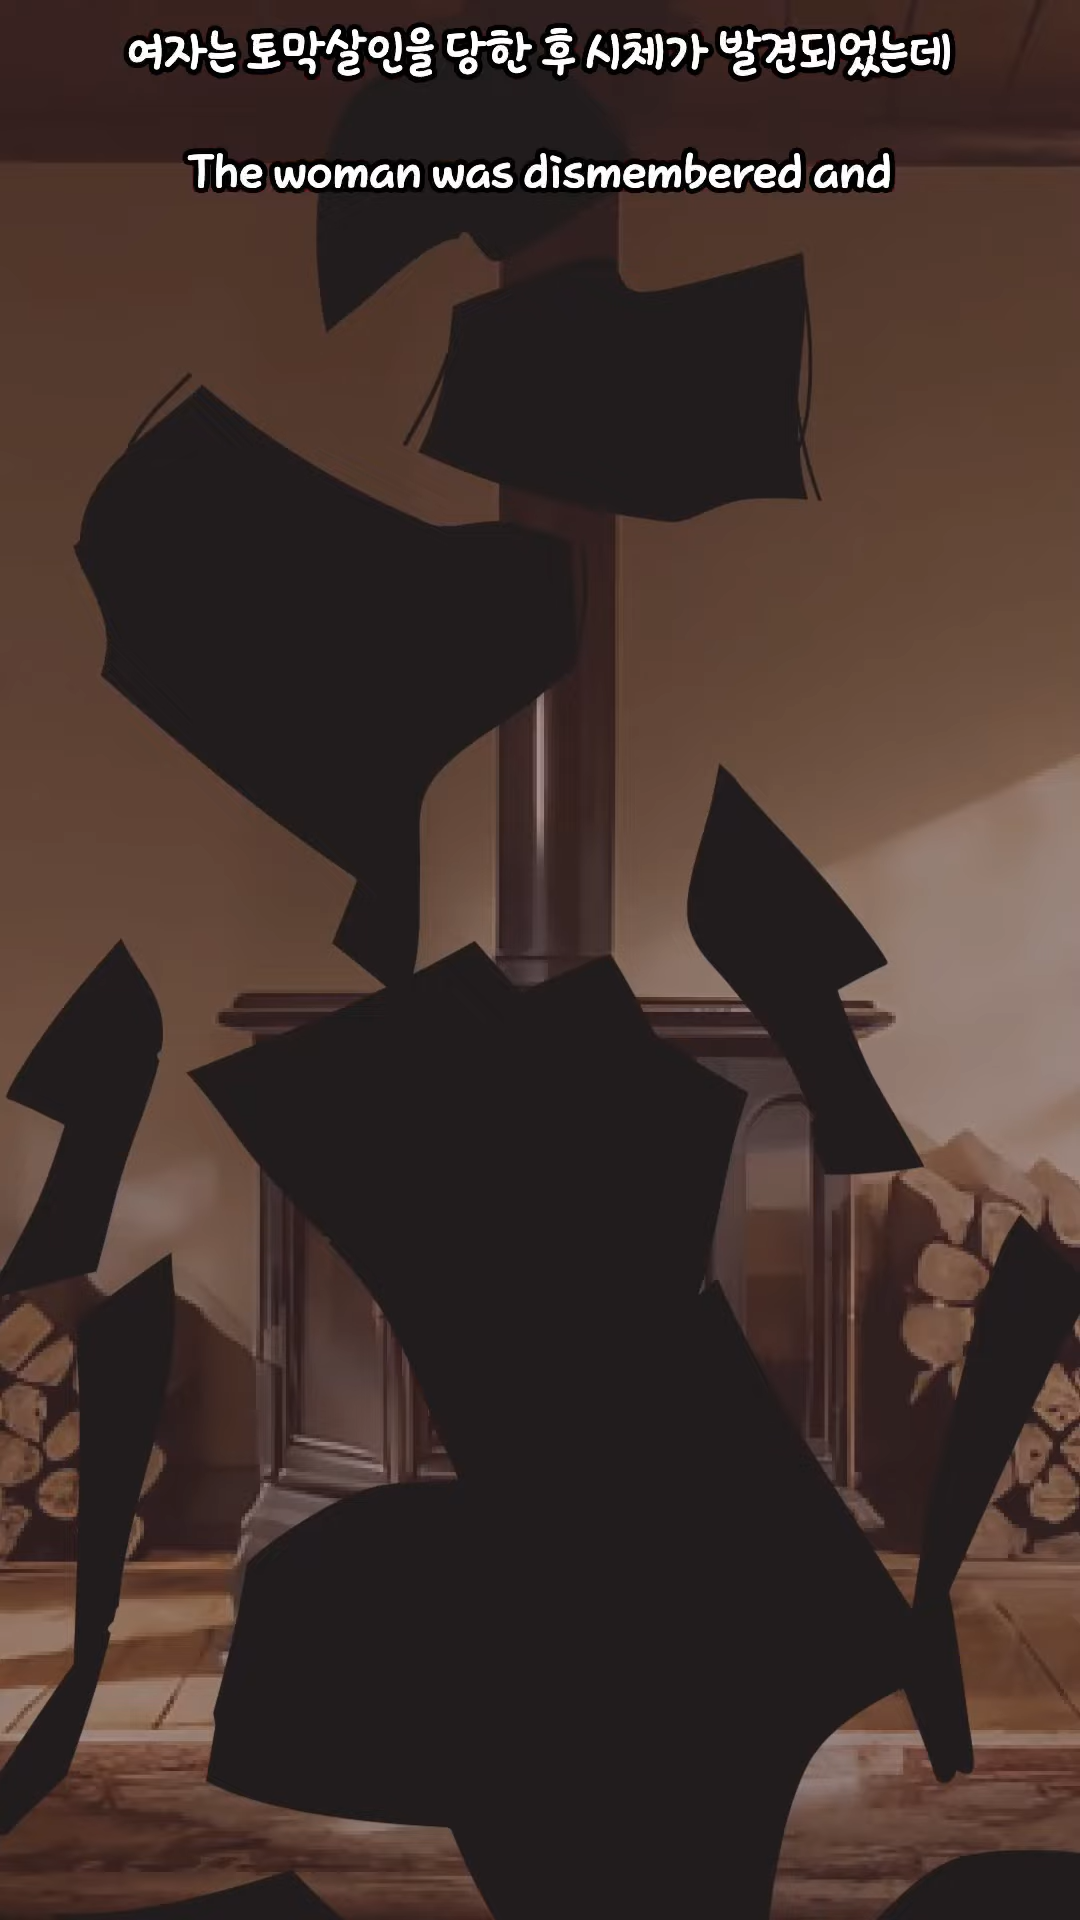 여자는 토막살인을 당한 후 시체가 발견되었는데
The woman was dismembered and